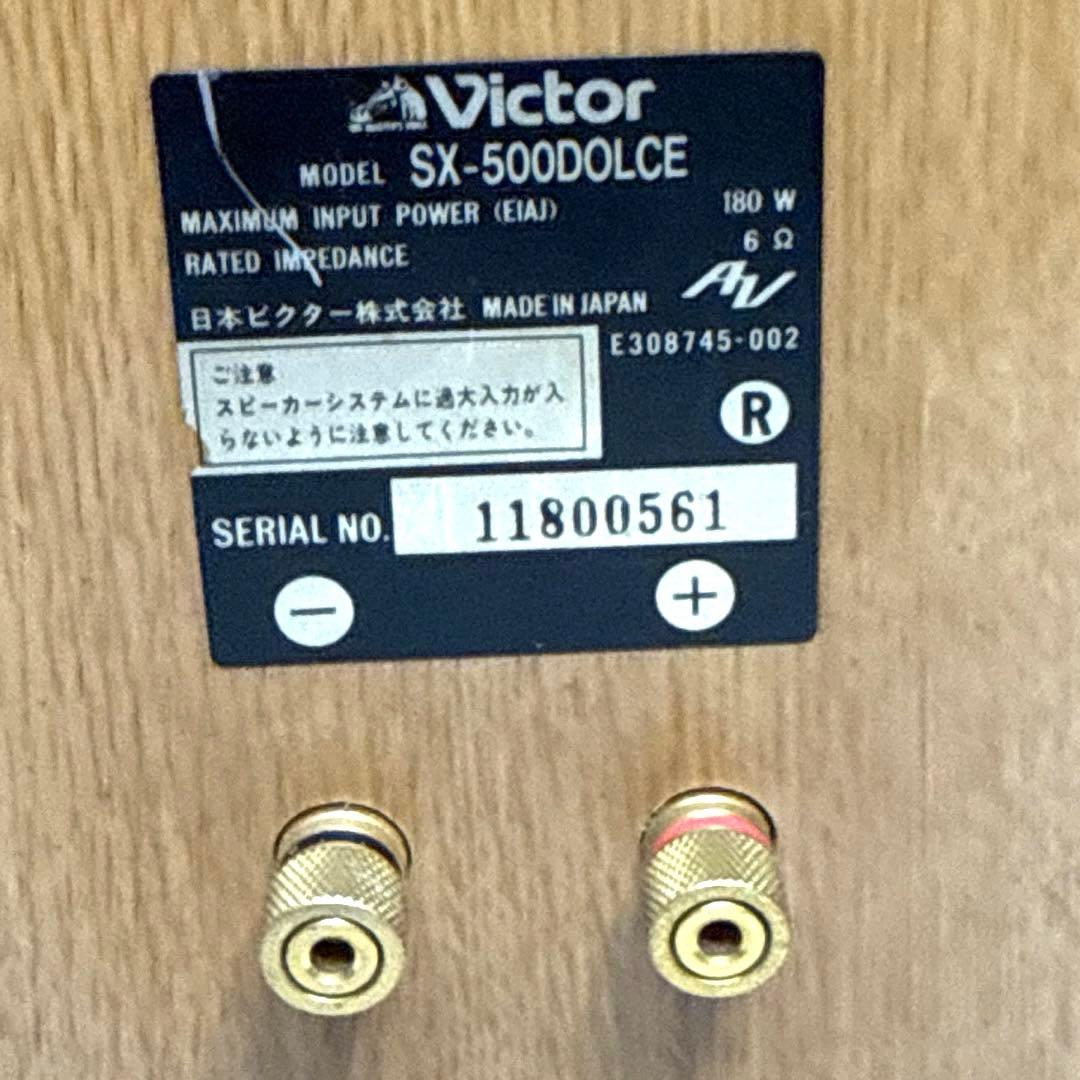 Victor
MODEL SX-500DOLCE
MAXIMUM INPUT POWER (EIAJ) 180 W
RATED IMPEDANCE 6 Ω
AV
日本ビクター株式会社 MADE IN JAPAN
E308745-002
ご注意
スピーカーシステムに過大入力が入
らないように注意してください。
R
SERIAL NO. 11800561
− +